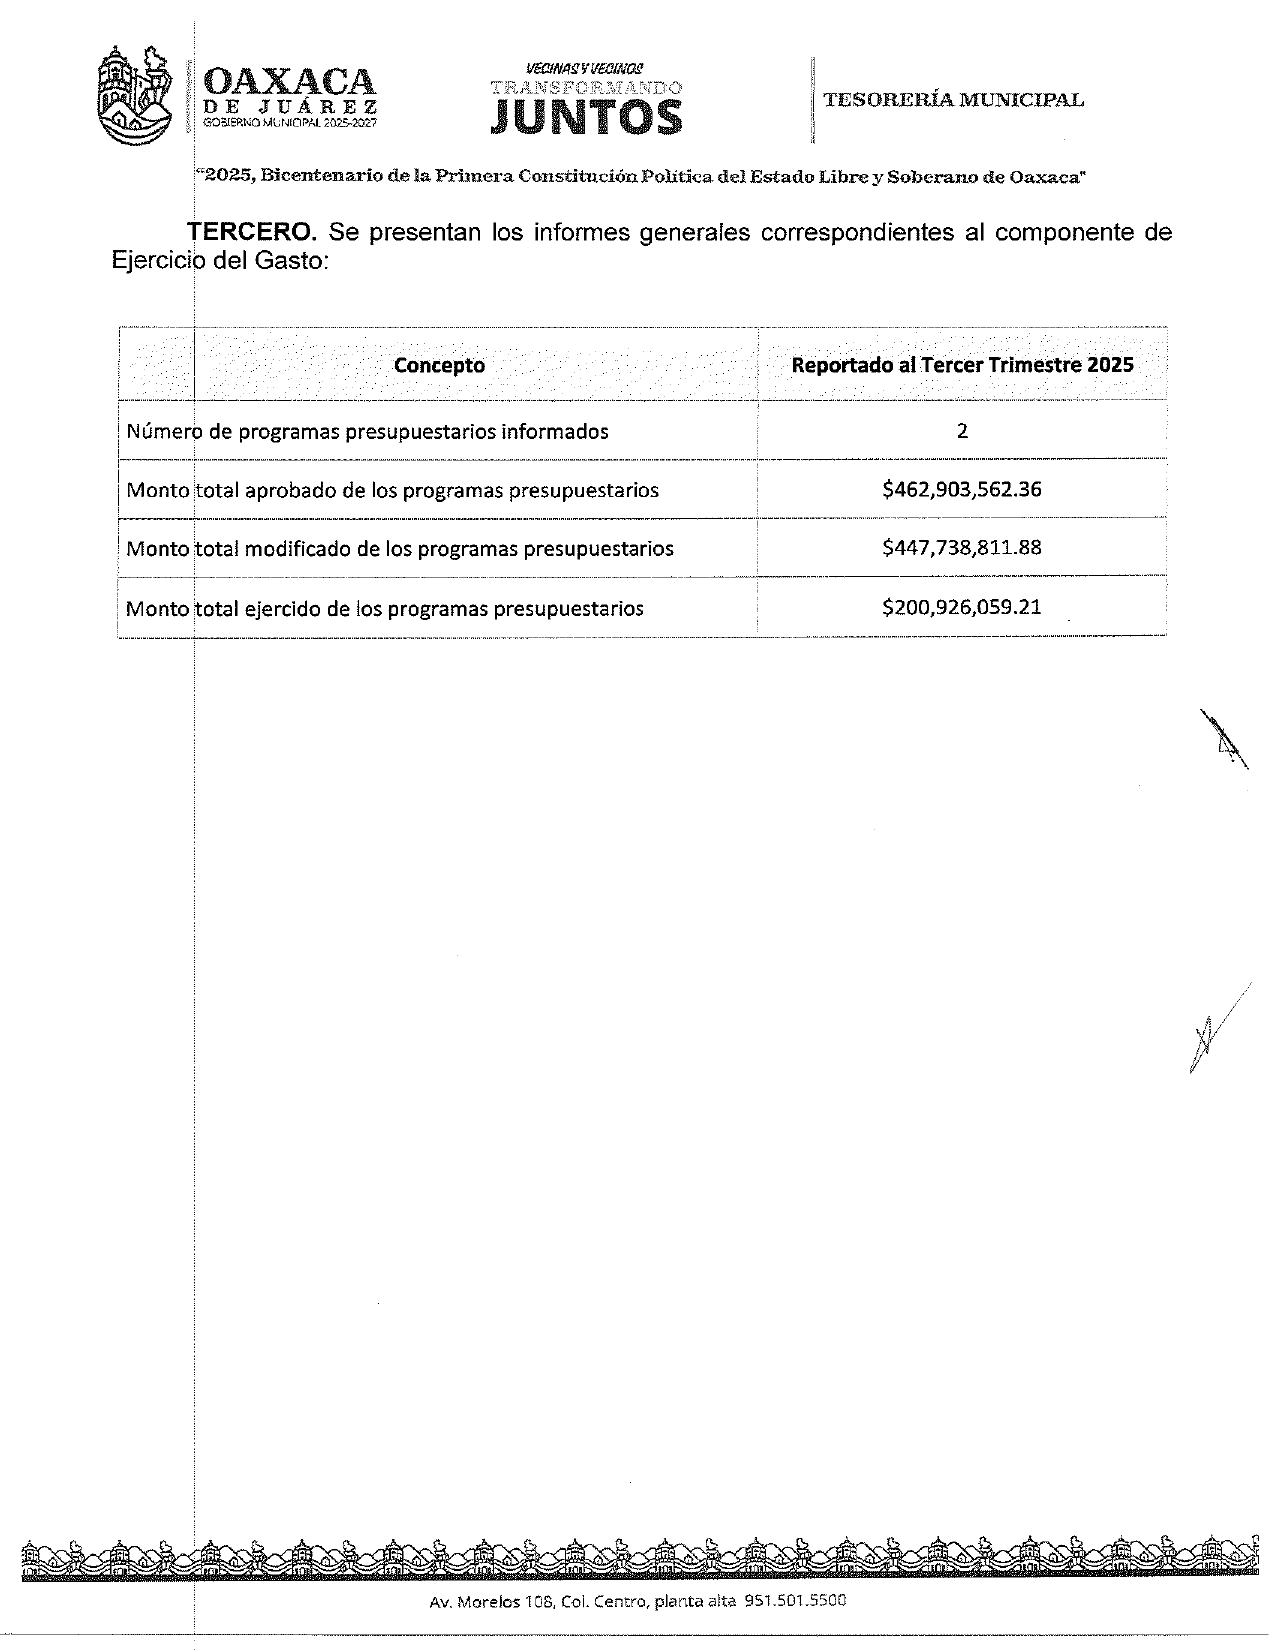 OAXACA
DE JUÁREZ
GOBIERNO MUNICIPAL 2025-2027
VECINAS Y VECINOS
TRANSFORMANDO
JUNTOS
TESORERÍA MUNICIPAL
"2025, Bicentenario de la Primera Constitución Política del Estado Libre y Soberano de Oaxaca"
TERCERO. Se presentan los informes generales correspondientes al componente de
Ejercicio del Gasto:
Concepto Reportado al Tercer Trimestre 2025
Número de programas presupuestarios informados 2
Monto total aprobado de los programas presupuestarios $462,903,562.36
Monto total modificado de los programas presupuestarios $447,738,811.88
Monto total ejercido de los programas presupuestarios $200,926,059.21
Av. Morelos 108, Col. Centro, planta alta 951.501.5500